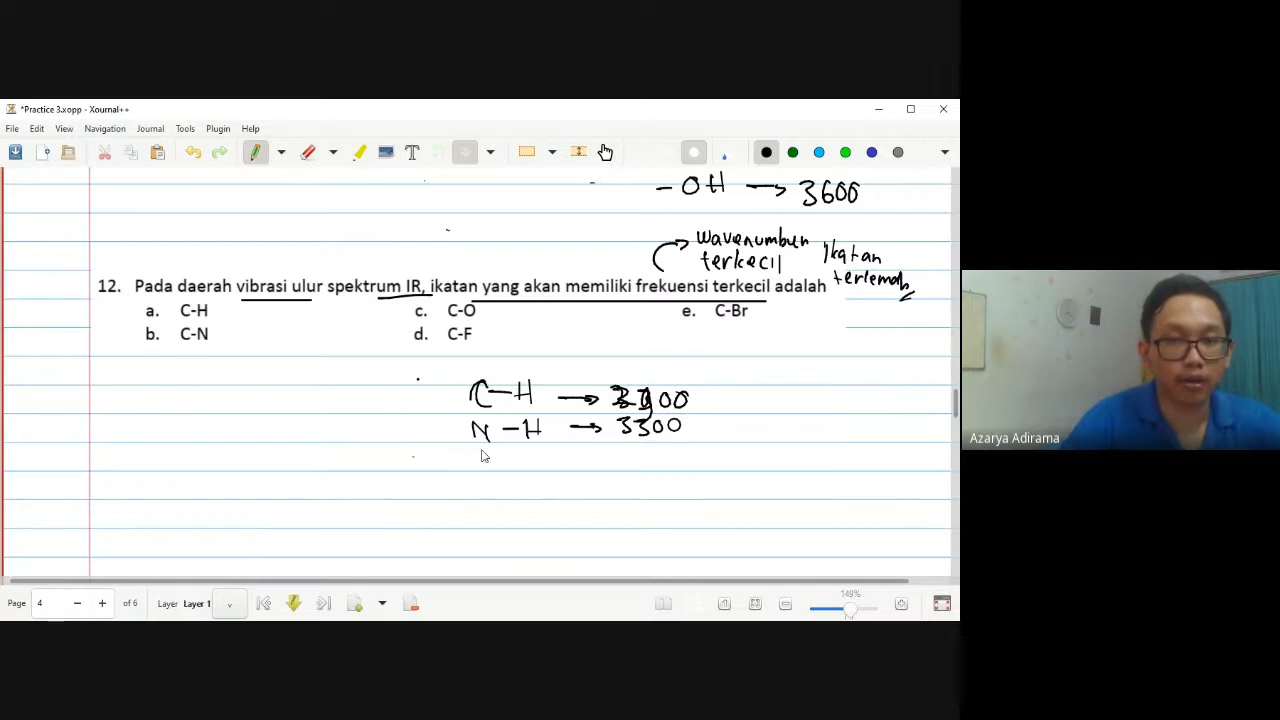 *Practice 3.xopp - Xournal++
File Edit View Navigation Journal Tools Plugin Help
-OH → 3600
wavenumber
terkecil
Ikatan
terlemah
12. Pada daerah vibrasi ulur spektrum IR, ikatan yang akan memiliki frekuensi terkecil adalah
a. C-H c. C-O e. C-Br
b. C-N d. C-F
C-H → 2900
N-H → 3300
Azarya Adirama
Page 4 of 6 Layer Layer 1 149%